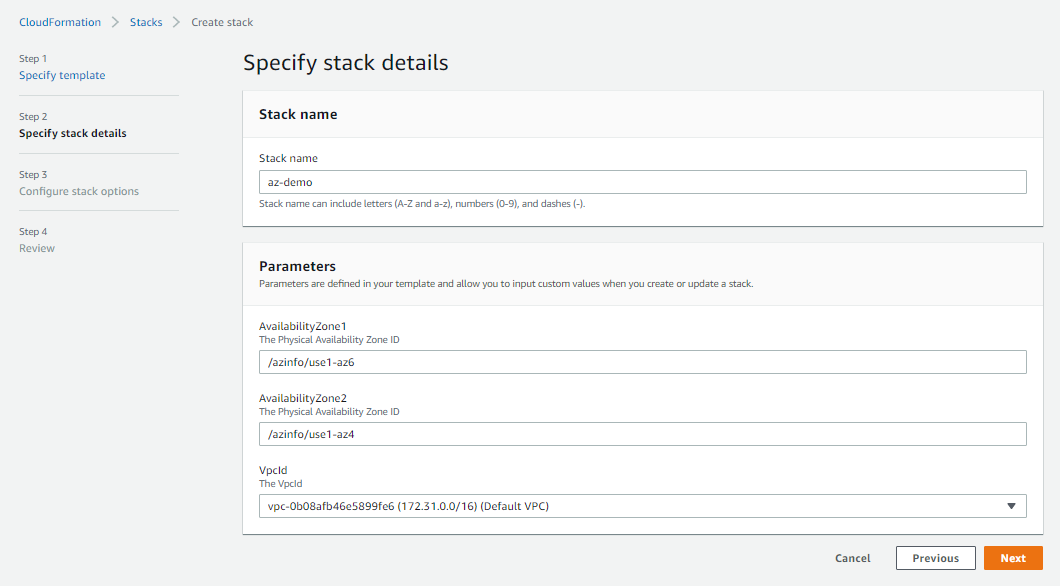 CloudFormation > Stacks > Create stack
Step 1
Specify template
Step 2
Specify stack details
Step 3
Configure stack options
Step 4
Review
Specify stack details
Stack name
Stack name
az-demo
Stack name can include letters (A-Z and a-z), numbers (0-9), and dashes (-).
Parameters
Parameters are defined in your template and allow you to input custom values when you create or update a stack.
AvailabilityZone1
The Physical Availability Zone ID
/azinfo/use1-az6
AvailabilityZone2
The Physical Availability Zone ID
/azinfo/use1-az4
VpcId
The VpcId
vpc-0b08afb46e5899fe6 (172.31.0.0/16) (Default VPC)
Cancel Previous Next